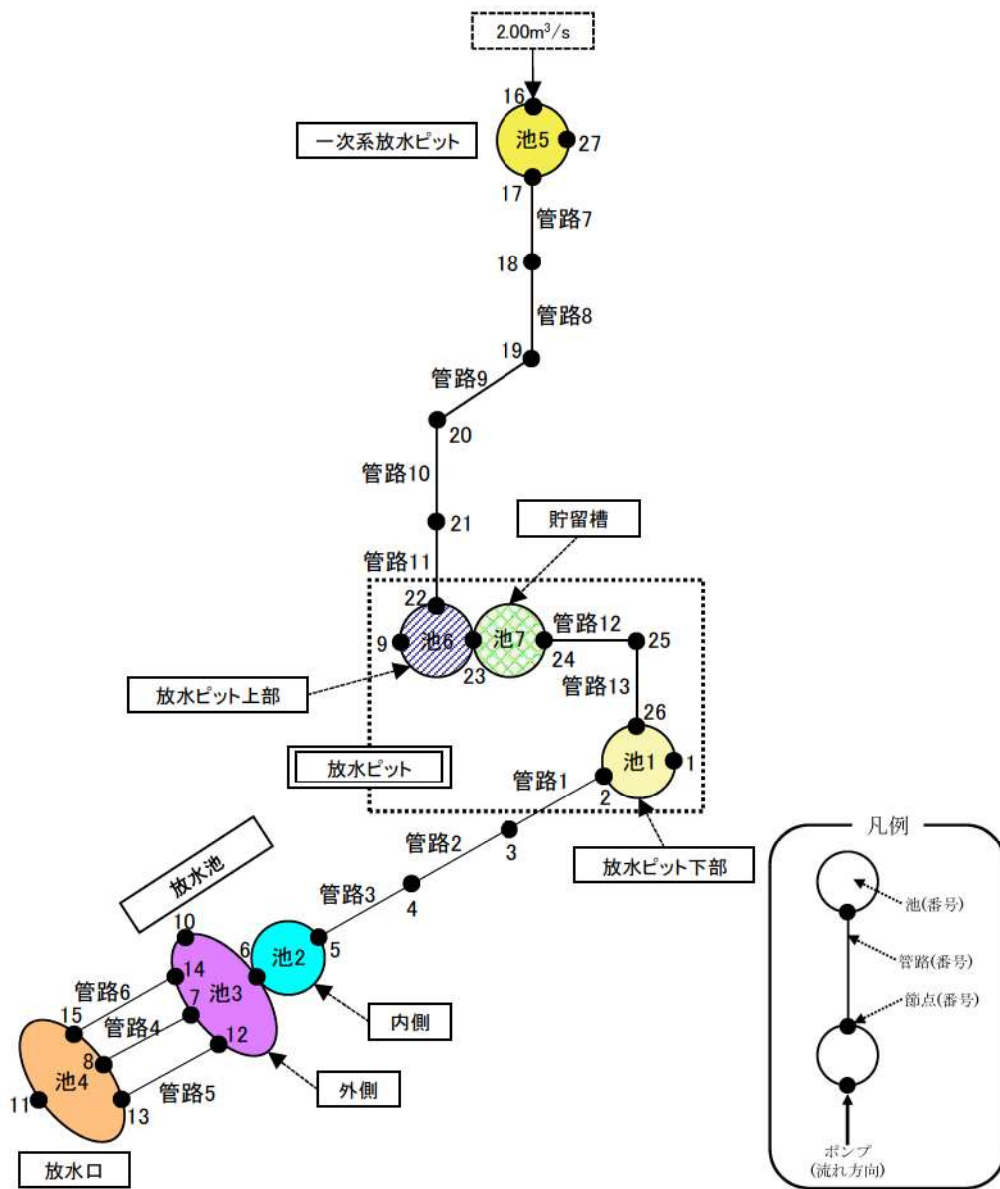 2.00m³/s
16
一次系放水ピット
池5
27
17
管路7
18
管路8
19
管路9
20
管路10
21
貯留槽
管路11
22
9
池6
23
池7
24
管路12
25
放水ピット上部
管路13
26
放水ピット
池1
1
2
管路1
3
放水ピット下部
管路2
4
管路3
5
放水池
10
6
池2
14
池3
7
12
内側
管路6
15
管路4
8
池4
管路5
13
11
外側
放水口
凡例
池(番号)
管路(番号)
節点(番号)
ポンプ
(流れ方向)